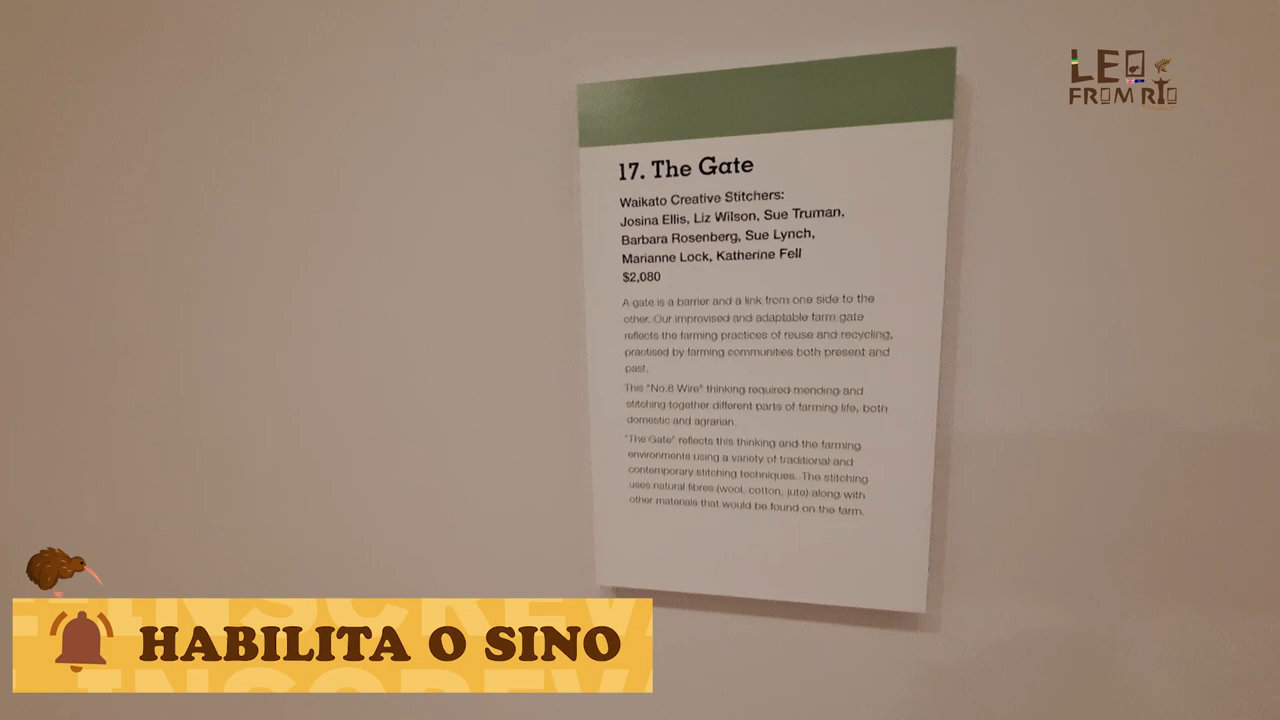 LEO
FROM RIO
17. The Gate
Waikato Creative Stitchers:
Josina Ellis, Liz Wilson, Sue Truman,
Barbara Rosenberg, Sue Lynch,
Marianne Lock, Katherine Fell
$2,080
A gate is a barrier and a link from one side to the
other. Our improvised and adaptable farm gate
reflects the farming practices of reuse and recycling,
practised by farming communities both present and
past.
This "No.8 Wire" thinking required mending and
stitching together different parts of farming life, both
domestic and agrarian.
"The Gate" reflects this thinking and the farming
environments using a variety of traditional and
contemporary stitching techniques. The stitching
uses natural fibres (wool, cotton, jute) along with
other materials that would be found on the farm.
HABILITA O SINO